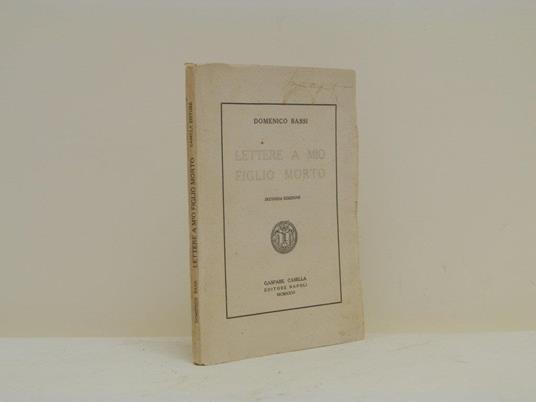 DOMENICO BASSI
LETTERE A MIO
FIGLIO MORTO
SECONDA EDIZIONE
GASPARE CASELLA
EDITORE NAPOLI
DOMENICO BASSI LETTERE A MIO FIGLIO MORTO CASELLA EDITORE